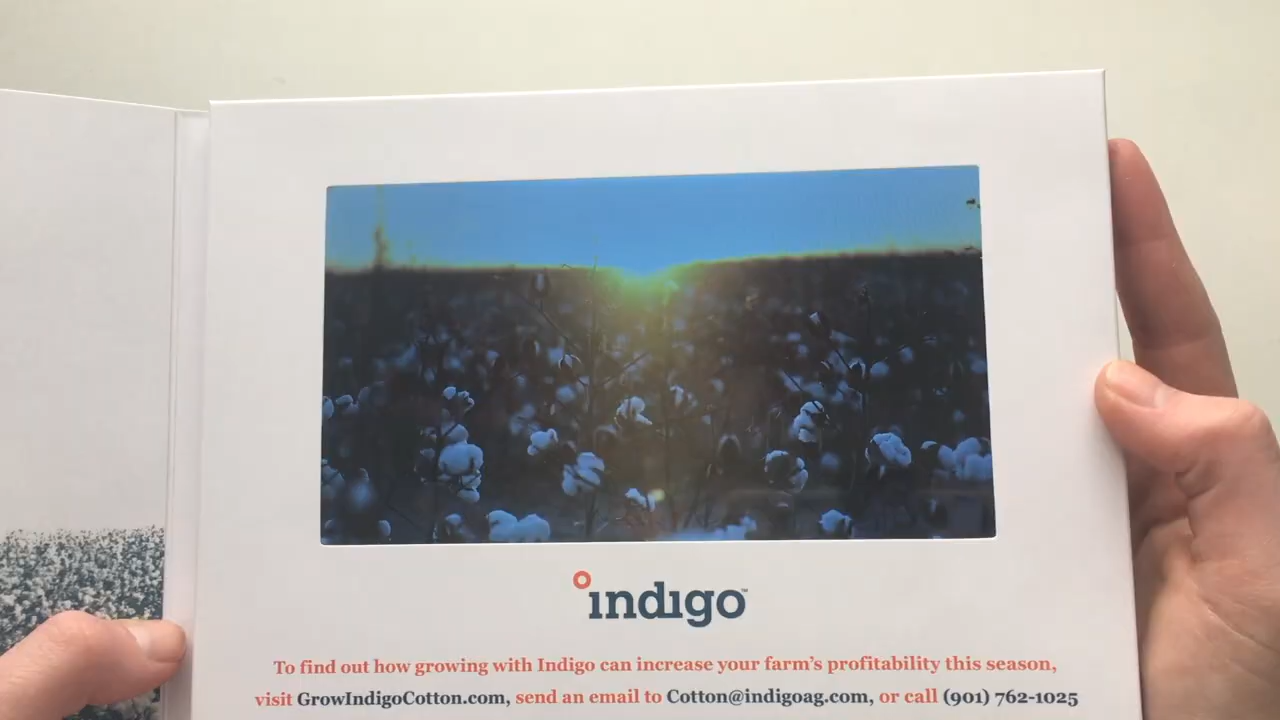 indigo™
To find out how growing with Indigo can increase your farm’s profitability this season,
visit GrowIndigoCotton.com, send an email to Cotton@indigoag.com, or call (901) 762-1025